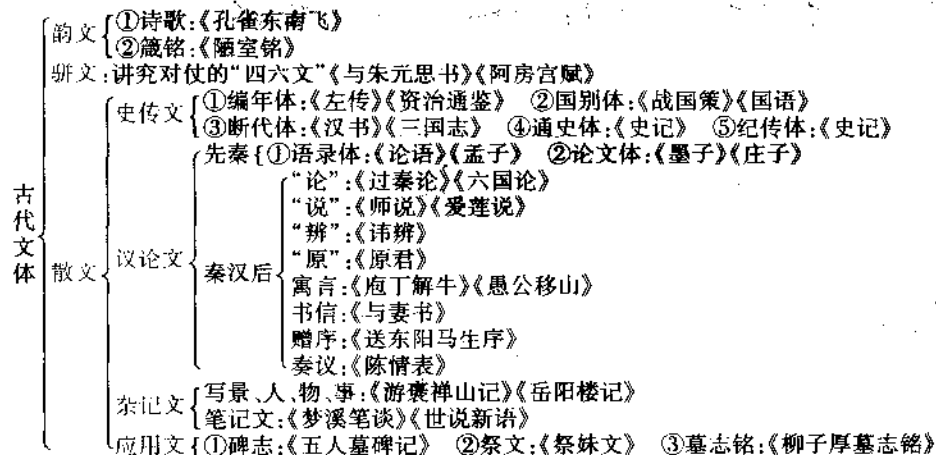 韵文 ①诗歌:《孔雀东南飞》
②箴铭:《陋室铭》
骈文:讲究对仗的“四六文”《与朱元思书》《阿房宫赋》
史传文 ①编年体:《左传》《资治通鉴》 ②国别体:《战国策》《国语》
③断代体:《汉书》《三国志》 ④通史体:《史记》 ⑤纪传体:《史记》
先秦 ①语录体:《论语》《孟子》 ②论文体:《墨子》《庄子》
“论”:《过秦论》《六国论》
“说”:《师说》《爱莲说》
“辨”:《讳辨》
“原”:《原君》
古代文体 散文 议论文 秦汉后
寓言:《庖丁解牛》《愚公移山》
书信:《与妻书》
赠序:《送东阳马生序》
奏议:《陈情表》
杂记文 写景、人、物、事:《游褒禅山记》《岳阳楼记》
笔记文:《梦溪笔谈》《世说新语》
应用文 ①碑志:《五人墓碑记》 ②祭文:《祭妹文》 ③墓志铭:《柳子厚墓志铭》